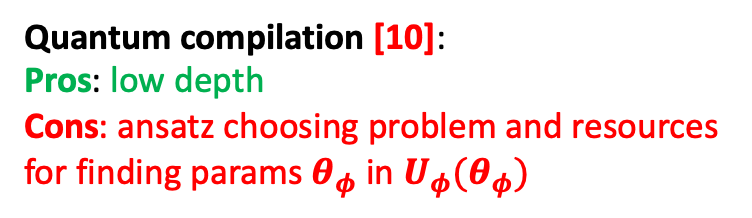 Quantum compilation [10]:
Pros: low depth
Cons: ansatz choosing problem and resources
for finding params θ_ϕ in U_ϕ(θ_ϕ)